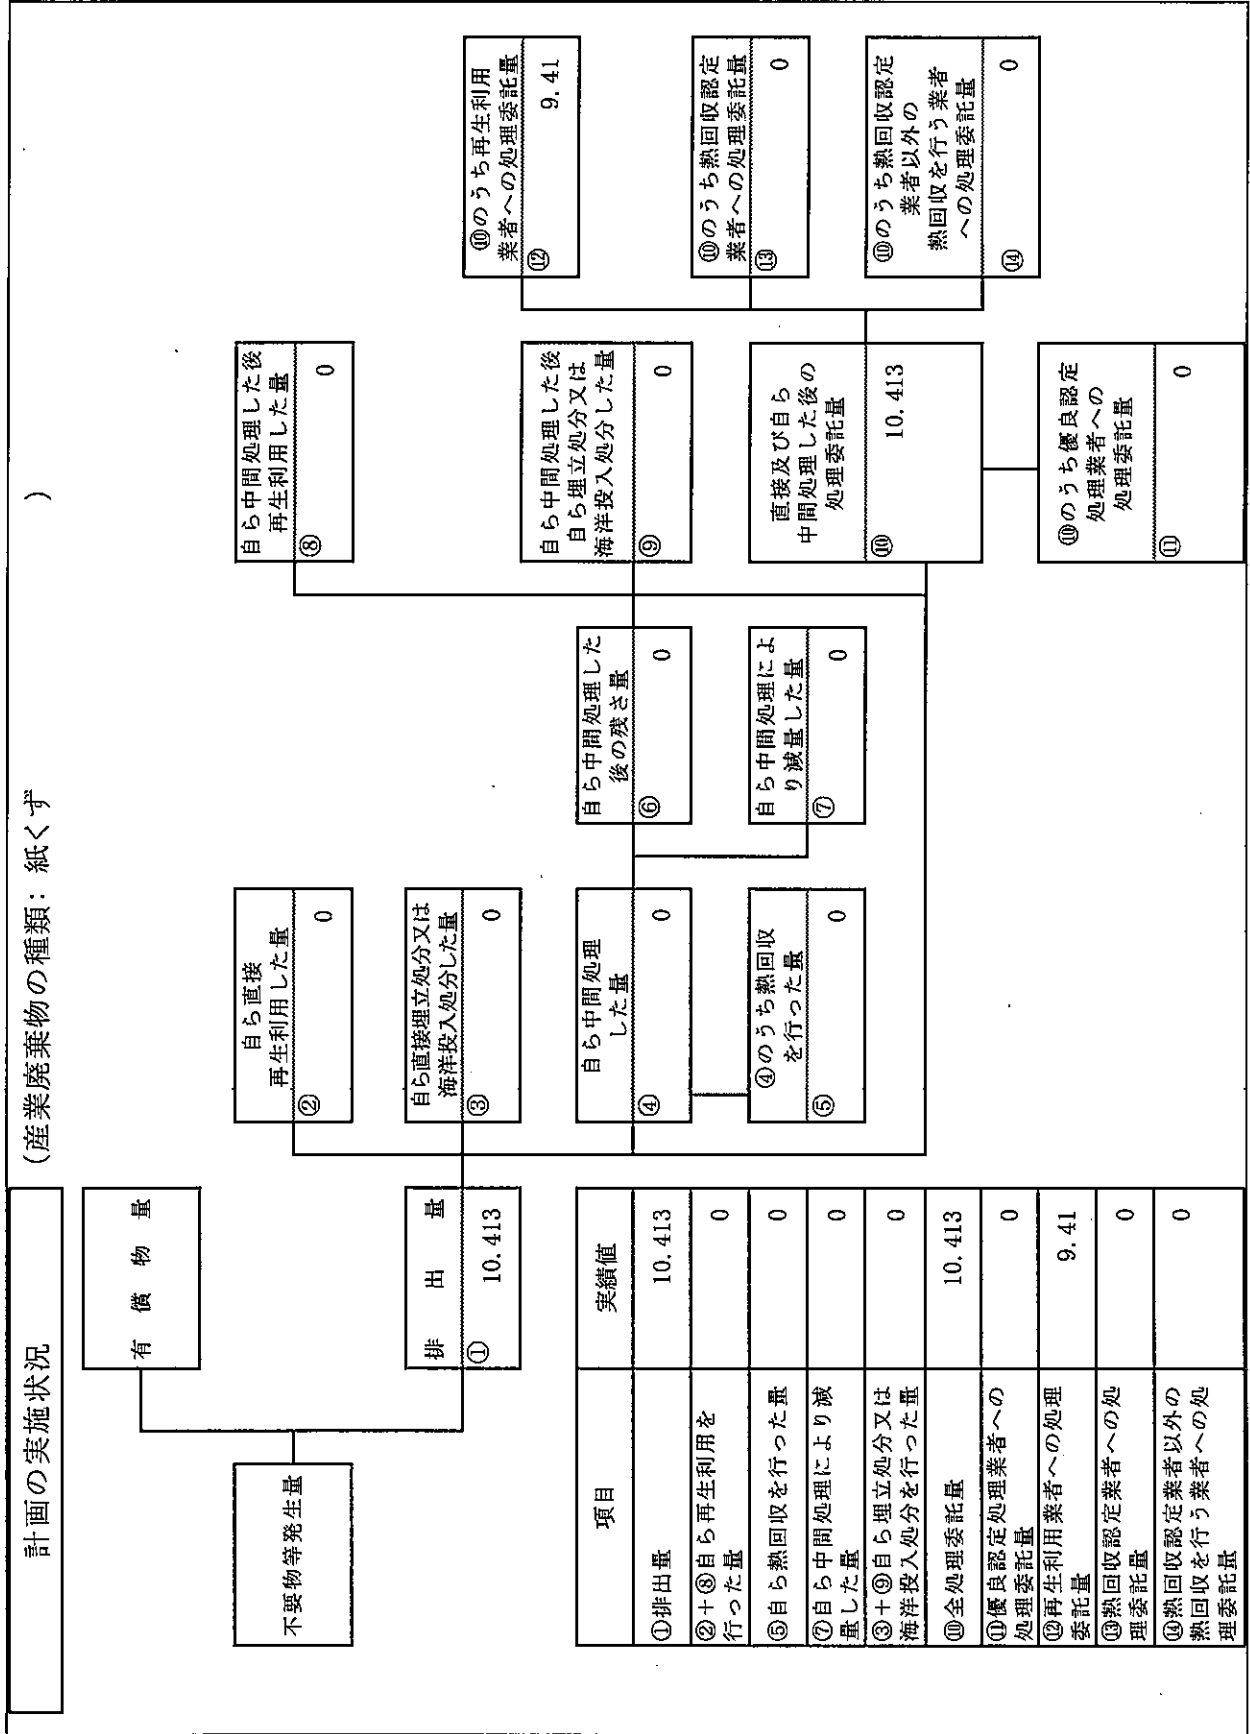 計画の実施状況
(産業廃棄物の種類: 紙くず
)
不要物等発生量
有 償 物 量
排 出 量
① 10.413
自ら直接
再生利用した量
② 0
自ら直接埋立処分又は
海洋投入処分した量
③ 0
自ら中間処理
した量
④ 0
④のうち熱回収
を行った量
⑤ 0
自ら中間処理した
後の残さ量
⑥ 0
自ら中間処理によ
り減量した量
⑦ 0
自ら中間処理した後
再生利用した量
⑧ 0
自ら中間処理した後
自ら埋立処分又は
海洋投入処分した量
⑨ 0
直接及び自ら
中間処理した後の
処理委託量
⑩ 10.413
⑩のうち優良認定
処理業者への
処理委託量
⑪ 0
⑩のうち再生利用
業者への処理委託量
⑫ 9.41
⑩のうち熱回収認定
業者への処理委託量
⑬ 0
⑩のうち熱回収認定
業者以外の
熱回収を行う業者
への処理委託量
⑭ 0
項目 実績値
①排出量 10.413
②+⑧自ら再生利用を
行った量 0
⑤自ら熱回収を行った量 0
⑦自ら中間処理により減
量した量 0
③+⑨自ら埋立処分又は
海洋投入処分を行った量 0
⑩全処理委託量 10.413
⑪優良認定処理業者への
処理委託量 0
⑫再生利用業者への処理
委託量 9.41
⑬熱回収認定業者への処
理委託量 0
⑭熱回収認定業者以外の
熱回収を行う業者への処
理委託量 0